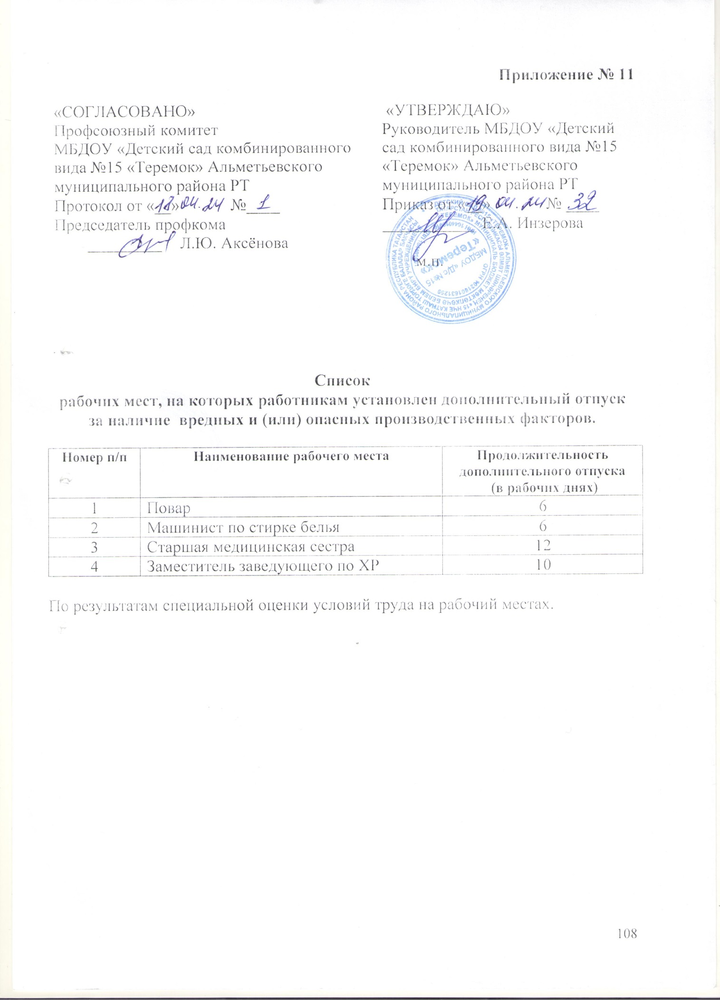 Приложение № 11
«СОГЛАСОВАНО»
Профсоюзный комитет
МБДОУ «Детский сад комбинированного
вида №15 «Теремок» Альметьевского
муниципального района РТ
Протокол от «18» 04.24 № 1
Председатель профкома
Л.Ю. Аксёнова
«УТВЕРЖДАЮ»
Руководитель МБДОУ «Детский
сад комбинированного вида №15
«Теремок» Альметьевского
муниципального района РТ
Приказ от «19» 04.24 № 32
Е.А. Инзерова
м.п.
МБДОУ «Д/с №15
«Теремок»
Список
рабочих мест, на которых работникам установлен дополнительный отпуск
за наличие вредных и (или) опасных производственных факторов.
Номер п/п Наименование рабочего места Продолжительность
дополнительного отпуска
(в рабочих днях)
1 Повар 6
2 Машинист по стирке белья 6
3 Старшая медицинская сестра 12
4 Заместитель заведующего по ХР 10
По результатам специальной оценки условий труда на рабочий местах.
108